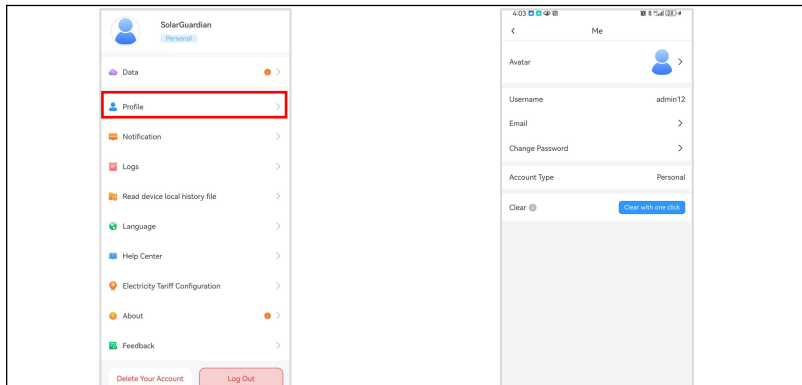 SolarGuardian
Personal
Data
Profile
Notification
Logs
Read device local history file
Language
Help Center
Electricity Tariff Configuration
About
Feedback
Delete Your Account
Log Out
4:03
Me
Avatar
Username admin12
Email
Change Password
Account Type Personal
Clear Clear with one click